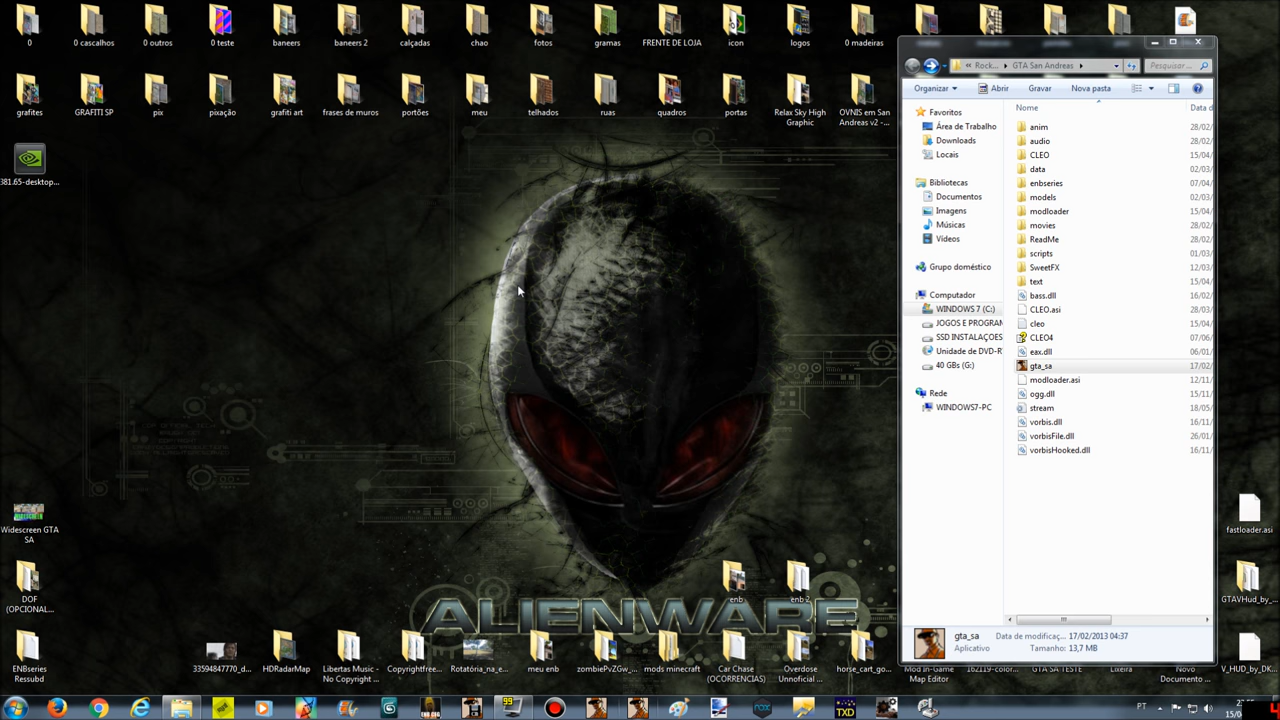 0
0 cascalhos
0 outros
0 teste
baneers
baneers 2
calçadas
chao
fotos
gramas
FRENTE DE LOJA
icon
logos
0 madeiras
grafites
GRAFITI SP
pix
pixação
grafiti art
frases de muros
portões
meu
telhados
ruas
quadros
portas
Relax Sky High
Graphic
OVNIS em San
Andreas v2 -...
381.65-desktop...
Rock...
GTA San Andreas
Pesquisar...
Organizar
Abrir
Gravar
Nova pasta
Favoritos
Área de Trabalho
Downloads
Locais
Bibliotecas
Documentos
Imagens
Músicas
Vídeos
Grupo doméstico
Computador
WINDOWS 7 (C:)
JOGOS E PROGRAM
SSD INSTALAÇOES
Unidade de DVD-R
40 GBs (G:)
Rede
WINDOWS7-PC
Nome
Data d
anim 28/02/
audio 28/02/
CLEO 15/04/
data 28/02/
enbseries 07/04/
models 02/03/
modloader 15/04/
movies 28/02/
ReadMe 28/02/
scripts 01/03/
SweetFX 12/03/
text 15/04/
bass.dll 16/02/
CLEO.asi 28/03/
cleo 15/04/
CLEO4 07/06/
eax.dll 06/01/
gta_sa 17/02/
modloader.asi 12/11/
ogg.dll 15/11/
stream 18/05/
vorbis.dll 16/11/
vorbisFile.dll 26/01/
vorbisHooked.dll 16/11/
gta_sa Data de modificaç... 17/02/2013 04:37
Aplicativo Tamanho: 13,7 MB
Widescreen GTA
SA
fastloader.asi
DOF
(OPCIONAL...
enb
enb 2
GTAVHud_by_...
ALIENWARE
ENBseries
Ressubd
33594847770_d...
HDRadarMap
Libertas Music -
No Copyright ...
Copyrightfree...
Rotatória_na_e...
meu enb
zombiePvZGw_...
mods minecraft
Car Chase
(OCORRENCIAS)
Overdose
Unnofficial ...
horse_cart_go...
Mod In-Game
Map Editor
162119-color...
GTA SA TESTE
Lixeira
Novo
Documento ...
V_HUD_by_DK...
99
TXD
PT